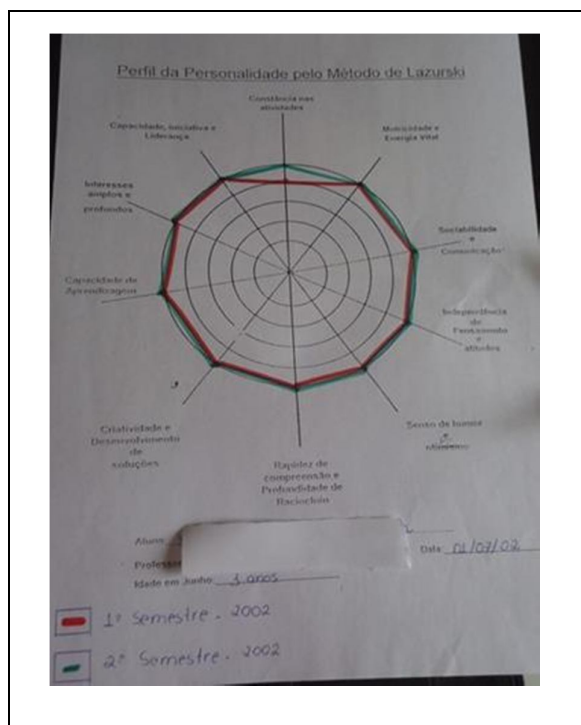 Perfil da Personalidade pelo Método de Lazurski
Constância nas
atividades
Capacidade, Iniciativa e
Liderança
Motricidade e
Energia Vital
Interesses
amplos e
profundos
Sociabilidade
e
Comunicação
Capacidade de
Aprendizagem
Independência
de
Pensamento
e
atitudes
Criatividade e
Desenvolvimento
de
soluções
Senso de humor
e
Rapidez de
compreensão e
Profundidade de
Raciocínio
Aluno:
Data: 01/07/02
Professor
Idade em Junho: 3 anos
1º Semestre. 2002
2º Semestre. 2002